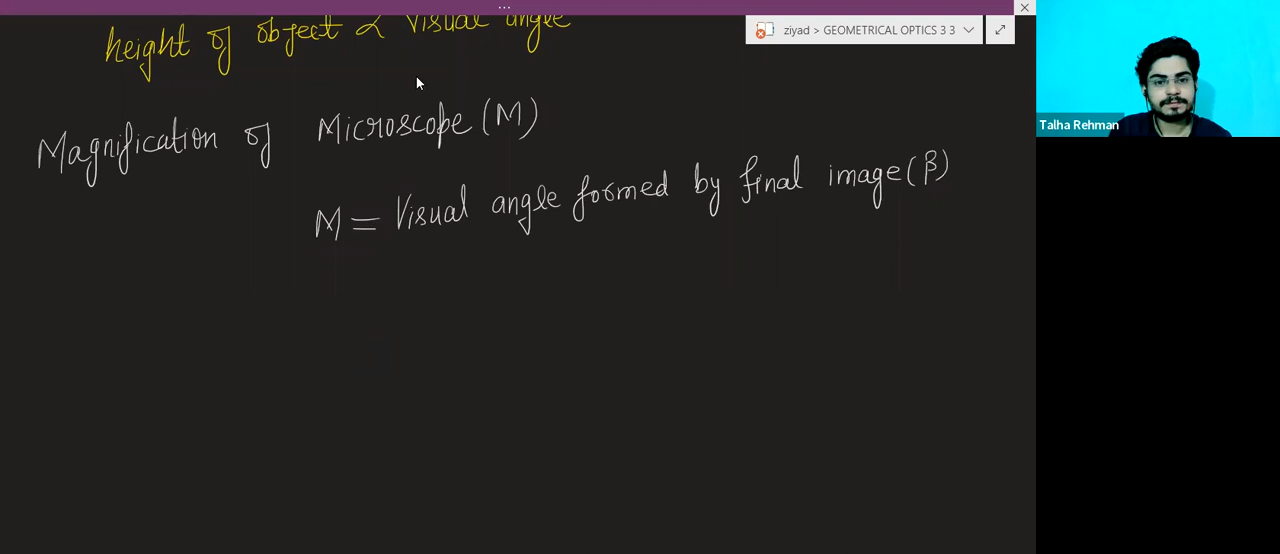 height of object ∝ Visual angle
ziyad > GEOMETRICAL OPTICS 3 3
Talha Rehman
Magnification of Microscope (M)
M = Visual angle formed by final image (β)